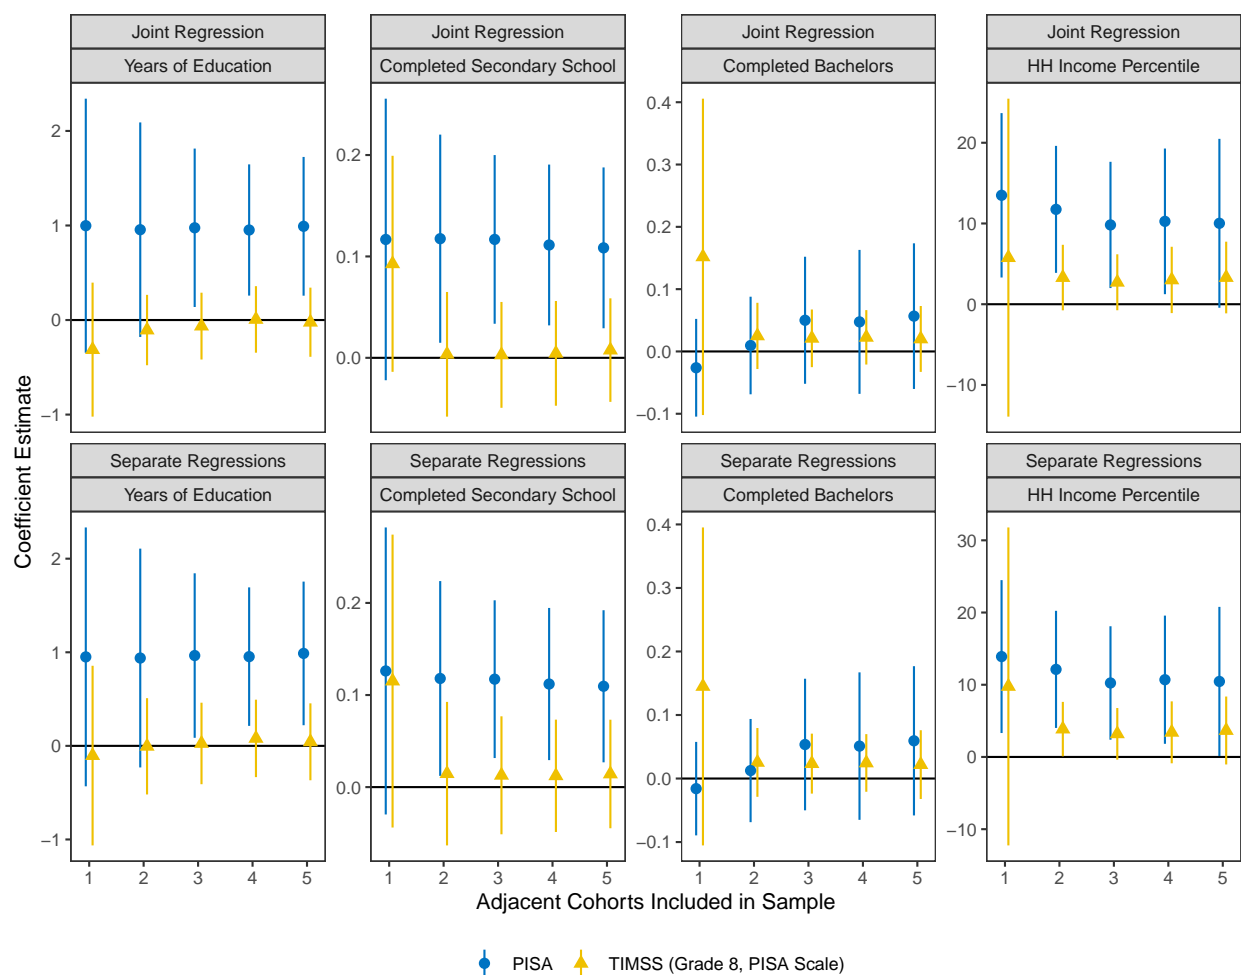 Joint Regression
Joint Regression
Joint Regression
Joint Regression
Years of Education
Completed Secondary School
Completed Bachelors
HH Income Percentile
2
1
0
−1
0.2
0.1
0.0
0.4
0.3
0.2
0.1
0.0
−0.1
20
10
0
−10
Coefficient Estimate
Separate Regressions
Separate Regressions
Separate Regressions
Separate Regressions
Years of Education
Completed Secondary School
Completed Bachelors
HH Income Percentile
2
1
0
−1
0.2
0.1
0.0
0.4
0.3
0.2
0.1
0.0
−0.1
30
20
10
0
−10
1 2 3 4 5
1 2 3 4 5
1 2 3 4 5
1 2 3 4 5
Adjacent Cohorts Included in Sample
PISA
TIMSS (Grade 8, PISA Scale)